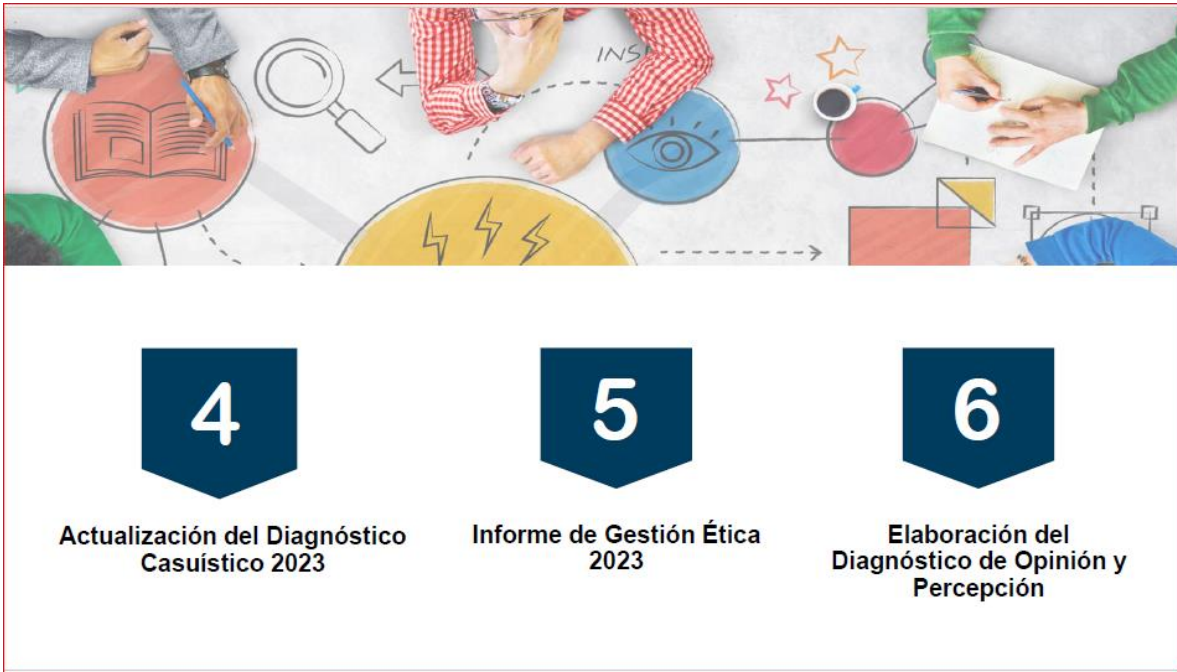 INS
4
5
6
Actualización del Diagnóstico
Casuístico 2023
Informe de Gestión Ética
2023
Elaboración del
Diagnóstico de Opinión y
Percepción